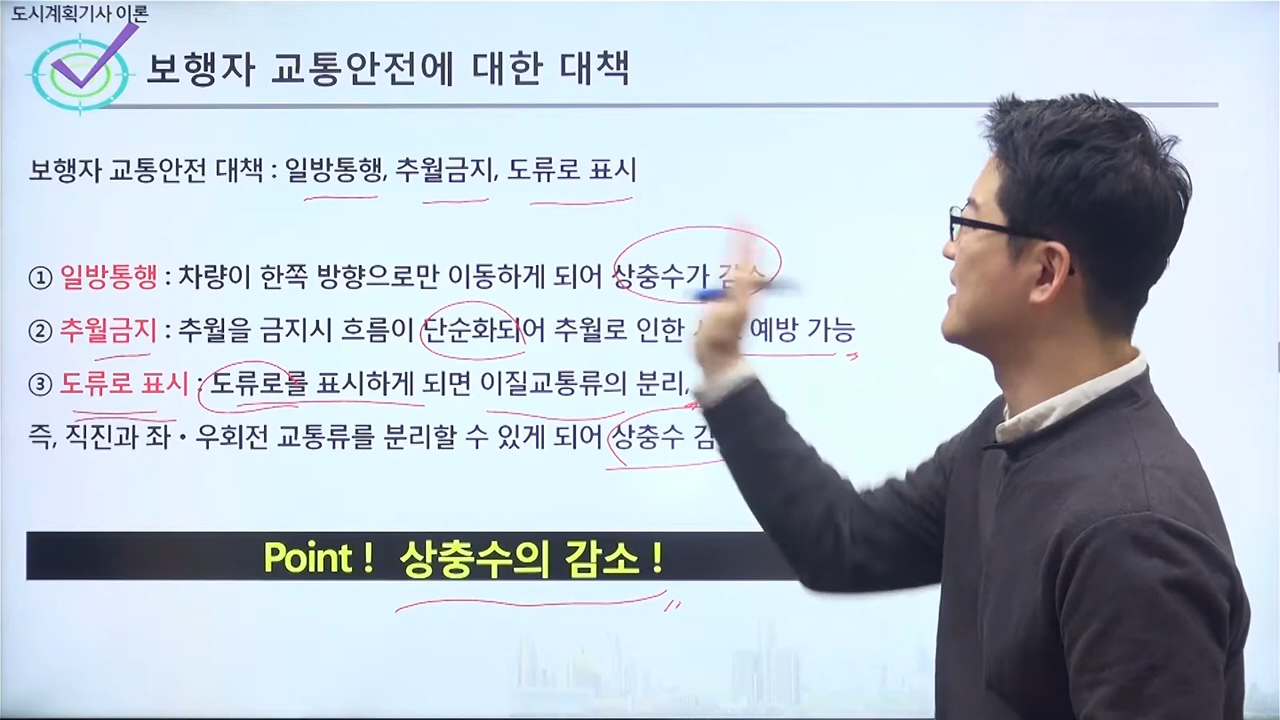 도시계획기사 이론
보행자 교통안전에 대한 대책
보행자 교통안전 대책 : 일방통행, 추월금지, 도류로 표시
① 일방통행 : 차량이 한쪽 방향으로만 이동하게 되어 상충수가 감소
② 추월금지 : 추월을 금지시 흐름이 단순화되어 추월로 인한 예방 가능
③ 도류로 표시 : 도류로를 표시하게 되면 이질교통류의 분리,
즉, 직진과 좌・우회전 교통류를 분리할 수 있게 되어 상충수
Point ! 상충수의 감소 !